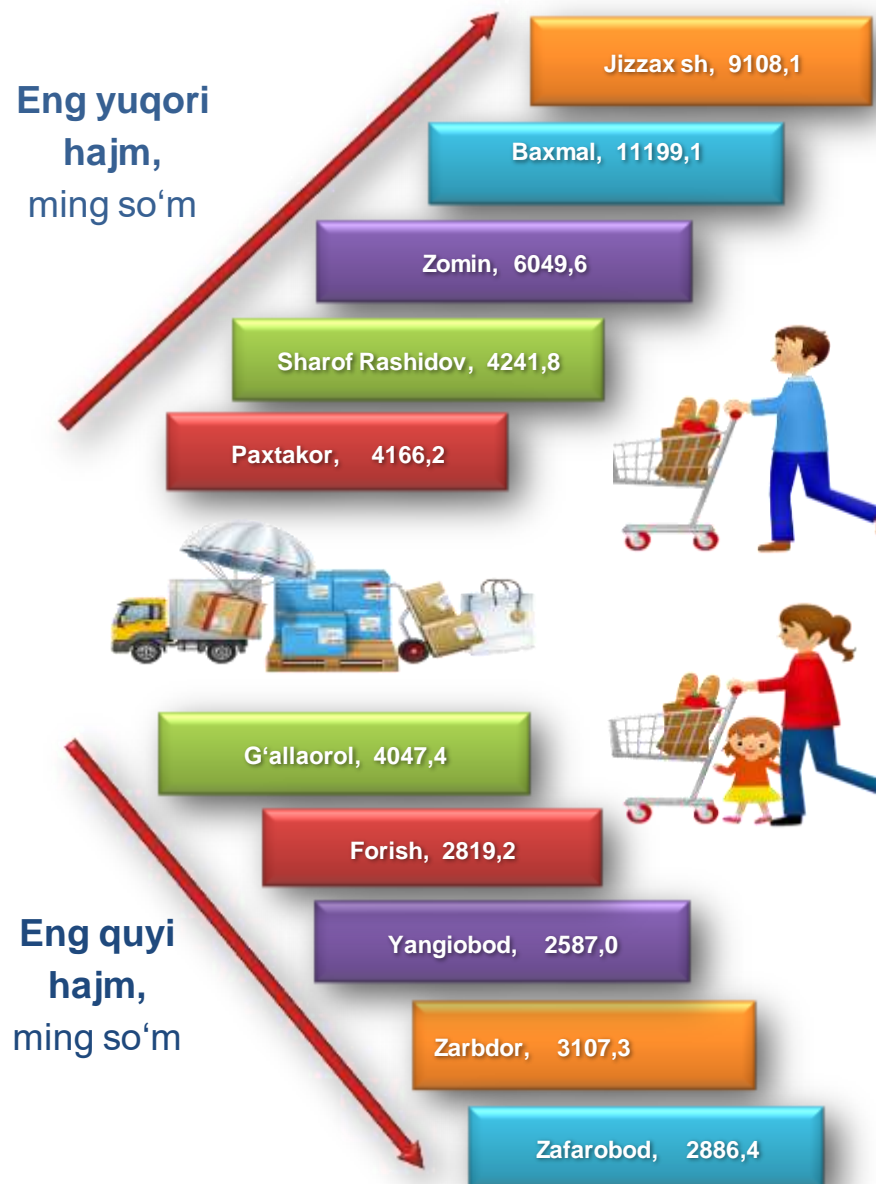 Eng yuqori
hajm,
ming so‘m
Jizzax sh, 9108,1
Baxmal, 11199,1
Zomin, 6049,6
Sharof Rashidov, 4241,8
Paxtakor, 4166,2
G‘allaorol, 4047,4
Forish, 2819,2
Yangiobod, 2587,0
Zarbdor, 3107,3
Zafarobod, 2886,4
Eng quyi
hajm,
ming so‘m